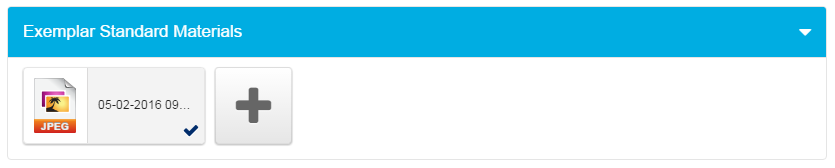 Exemplar Standard Materials
05-02-2016 09...
JPEG